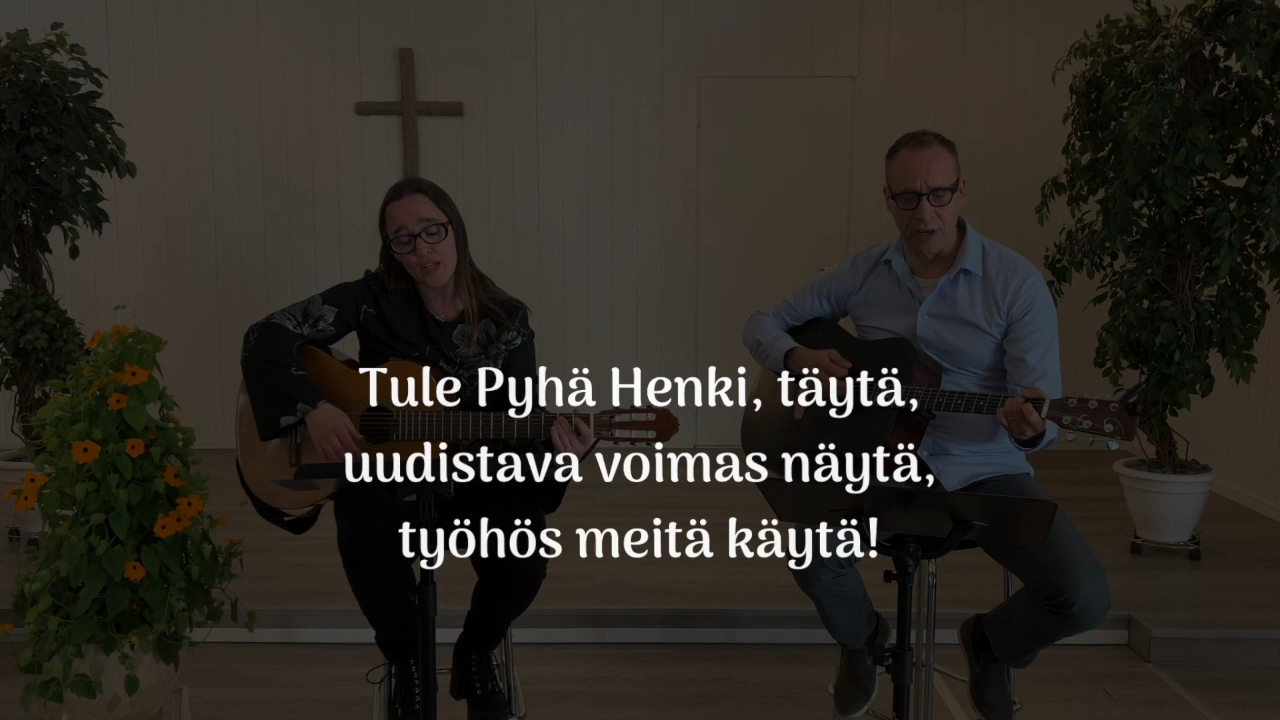 Tule Pyhä Henki, täytä,
uudistava voimas näytä,
työhös meitä käytä!